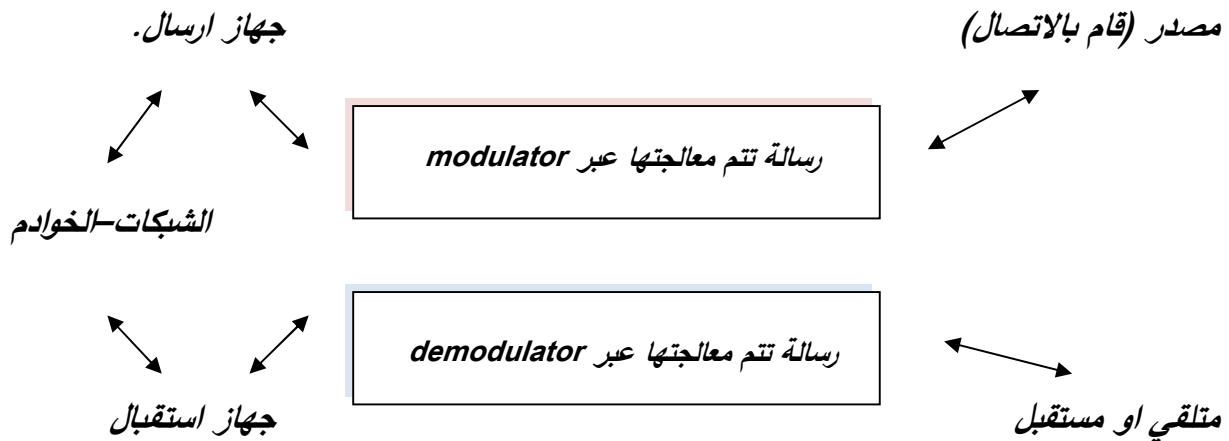 مصدر (قام بالاتصال)
جهاز ارسال.
رسالة تتم معالجتها عبر modulator
الشبكات–الخوادم
رسالة تتم معالجتها عبر demodulator
متلقي او مستقبل
جهاز استقبال